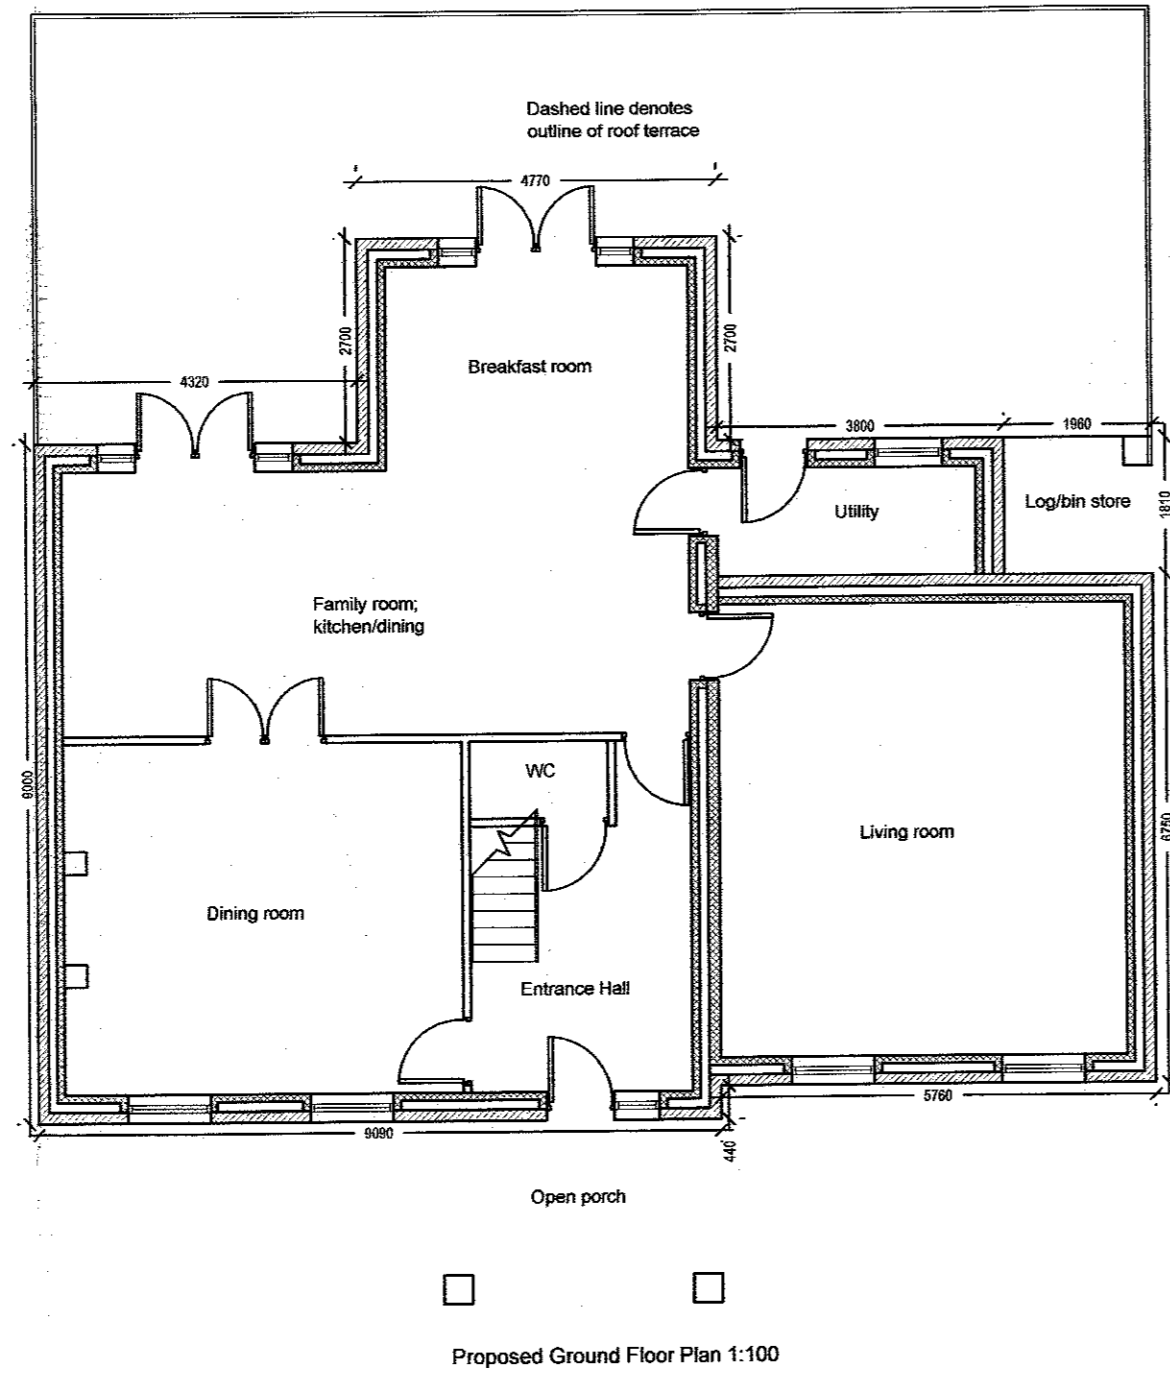 Dashed line denotes
outline of roof terrace
4770
2700
2700
Breakfast room
4320
3800
1960
Utility
Log/bin store
1810
Family room;
kitchen/dining
WC
9000
Living room
6750
Dining room
Entrance Hall
5760
9090
440
Open porch
Proposed Ground Floor Plan 1:100